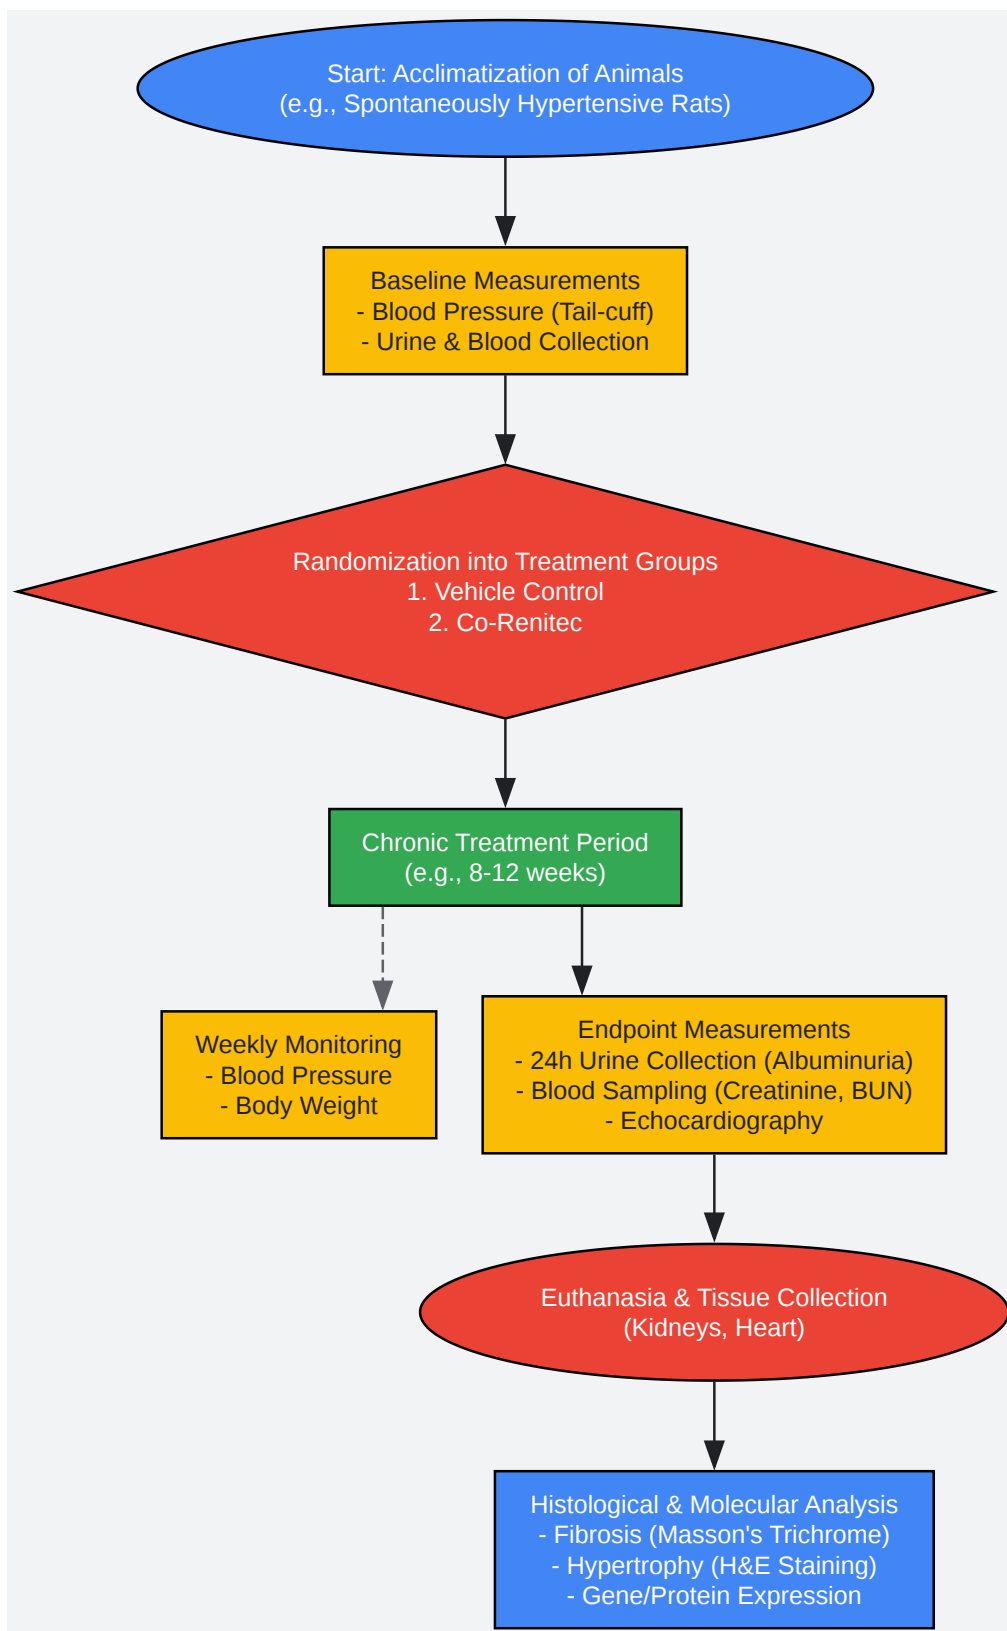 Start: Acclimatization of Animals
(e.g., Spontaneously Hypertensive Rats)
Baseline Measurements
- Blood Pressure (Tail-cuff)
- Urine & Blood Collection
Randomization into Treatment Groups
1. Vehicle Control
2. Co-Renitec
Chronic Treatment Period
(e.g., 8-12 weeks)
Weekly Monitoring
- Blood Pressure
- Body Weight
Endpoint Measurements
- 24h Urine Collection (Albuminuria)
- Blood Sampling (Creatinine, BUN)
- Echocardiography
Euthanasia & Tissue Collection
(Kidneys, Heart)
Histological & Molecular Analysis
- Fibrosis (Masson's Trichrome)
- Hypertrophy (H&E Staining)
- Gene/Protein Expression